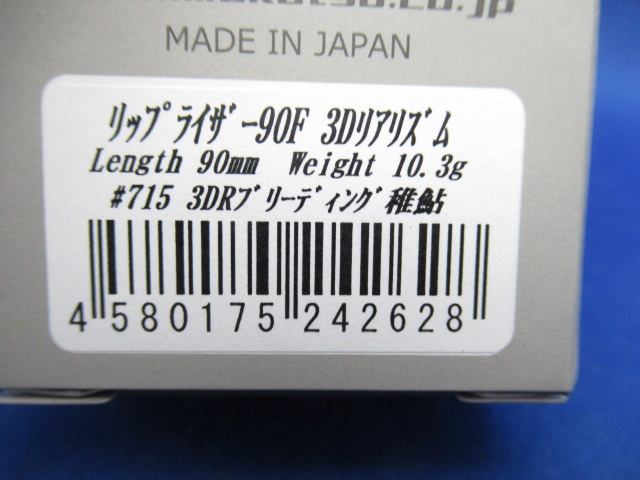 MADE IN JAPAN
リップライザー90F 3Dリアリズム
Length 90mm Weight 10.3g
#715 3DRブリーディング稚鮎
4 580175 242628